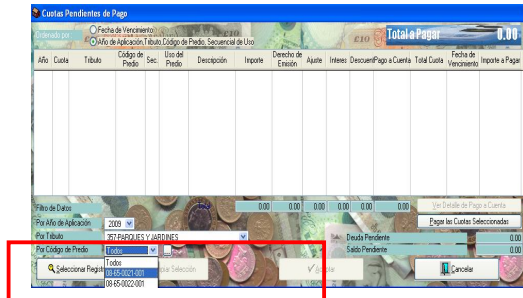 Cuotas Pendientes de Pago
Ordenado por:
Fecha de Vencimiento
Año de Aplicación,Tributo,Código de Predio, Secuencial de Uso
Total a Pagar 0.00
Año Cuota Tributo Código de Predio Sec. Uso del Predio Descripción Importe Derecho de Emisión Ajuste Interes Descuent Pago a Cuenta Total Cuota Fecha de Vencimiento Importe a Pagar
Filtro de Datos 0.00 0.00 0.00 0.00 0.00 0.00 Ver Detalle de Pago a Cuenta
Por Año de Aplicación 2009 Pagar las Cuotas Seleccionadas
Por Tributo 357-PARQUES Y JARDINES Deuda Pendiente 0.00
Por Código de Predio Todos Saldo Pendiente 0.00
Todos
Seleccionar Registr 08-65-0021-001 Selección Aceptar Cancelar
08-65-0022-001